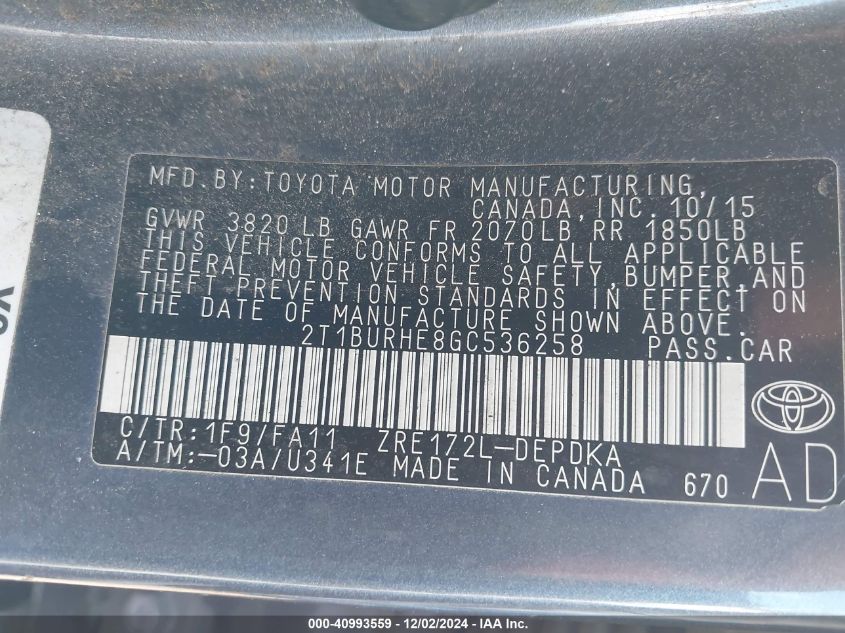 MFD.BY:TOYOTA MOTOR MANUFACTURING,
CANADA,INC. 10/15
GVWR 3820 LB GAWR FR 2070LB RR 1850LB
THIS VEHICLE CONFORMS TO ALL APPLICABLE
FEDERAL MOTOR VEHICLE SAFETY,BUMPER,AND
THEFT PREVENTION STANDARDS IN EFFECT ON
THE DATE OF MANUFACTURE SHOWN ABOVE.
2T1BURHE8GC536258 PASS.CAR
C/TR:1F9/FA11 ZRE172L-DEPDKA
A/TM:-03A/U341E MADE IN CANADA 670 AD
000-40993559 - 12/02/2024 - IAA Inc.